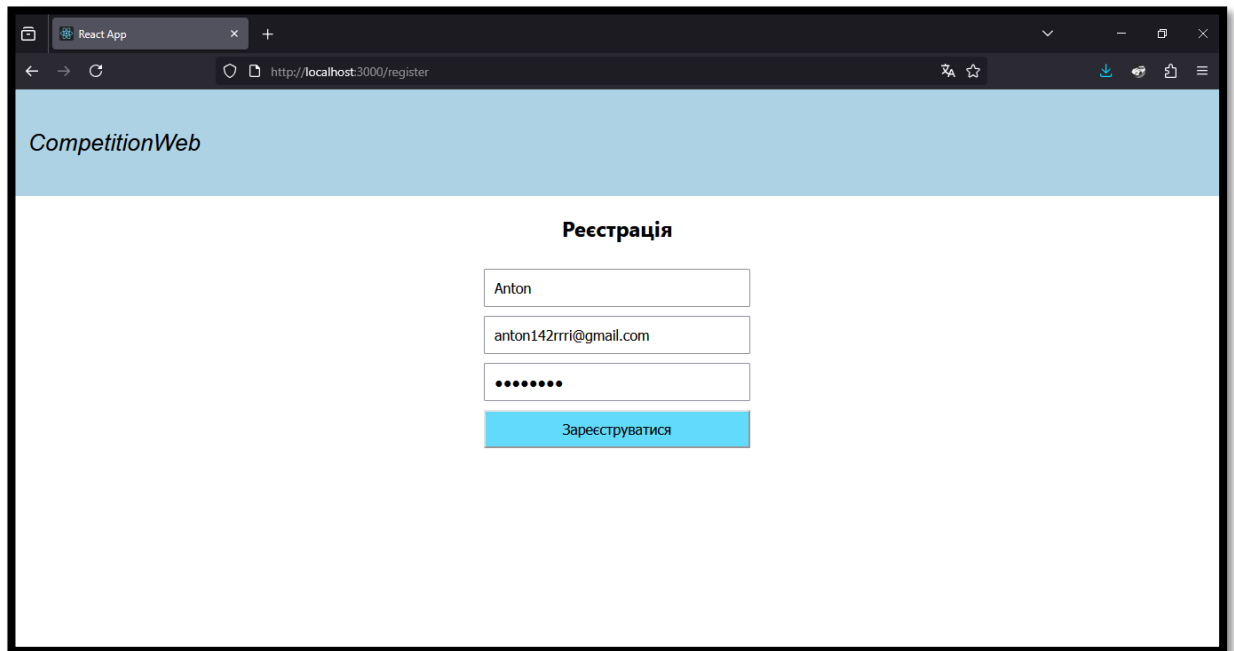 React App
http://localhost:3000/register
CompetitionWeb
Реєстрація
Anton
anton142rrri@gmail.com
••••••••
Зареєструватися